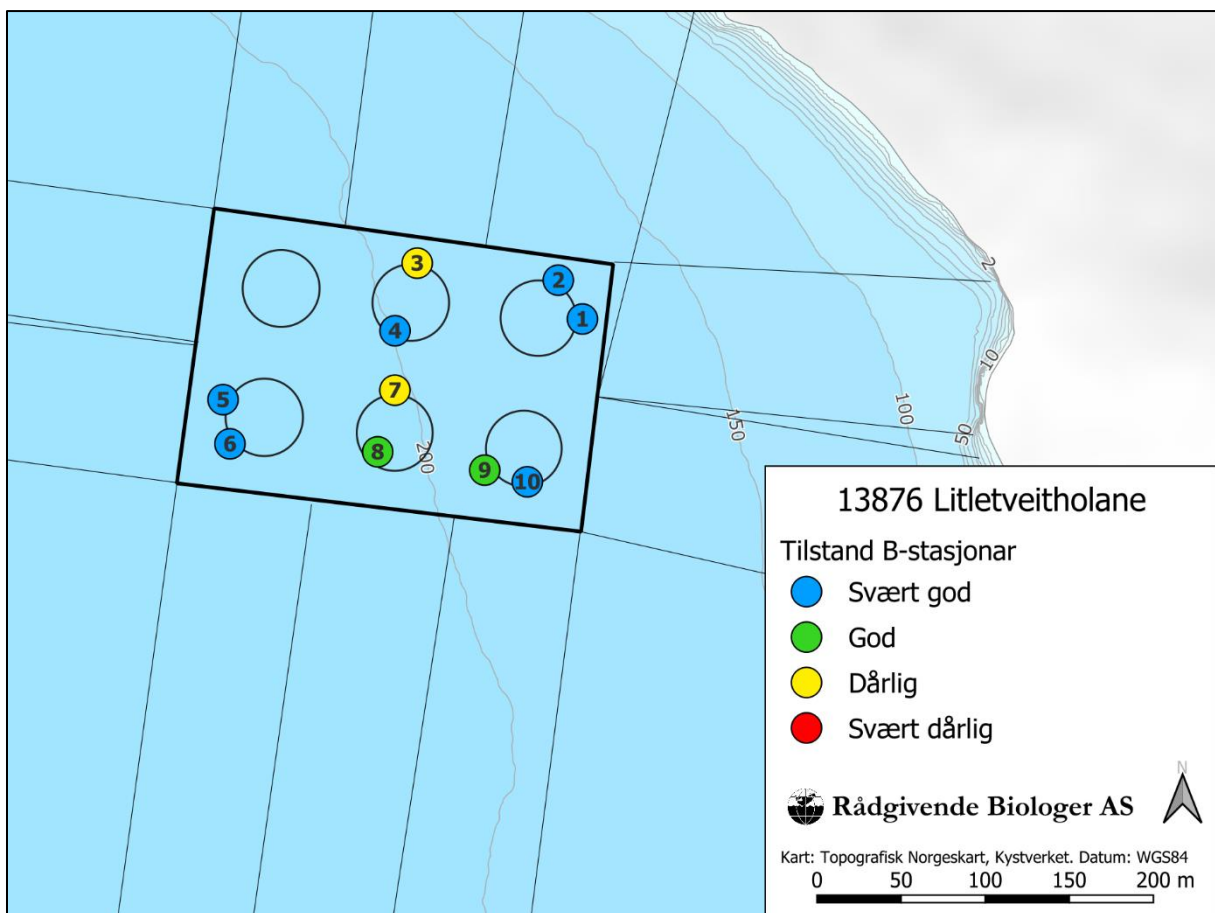 3
2
1
4
5
7
6
8
9
10
200
150
100
50
10
2
13876 Litletveitholane
Tilstand B-stasjonar
Svært god
God
Dårlig
Svært dårlig
N
Rådgivende Biologer AS
Kart: Topografisk Norgeskart, Kystverket. Datum: WGS84
0 50 100 150 200 m